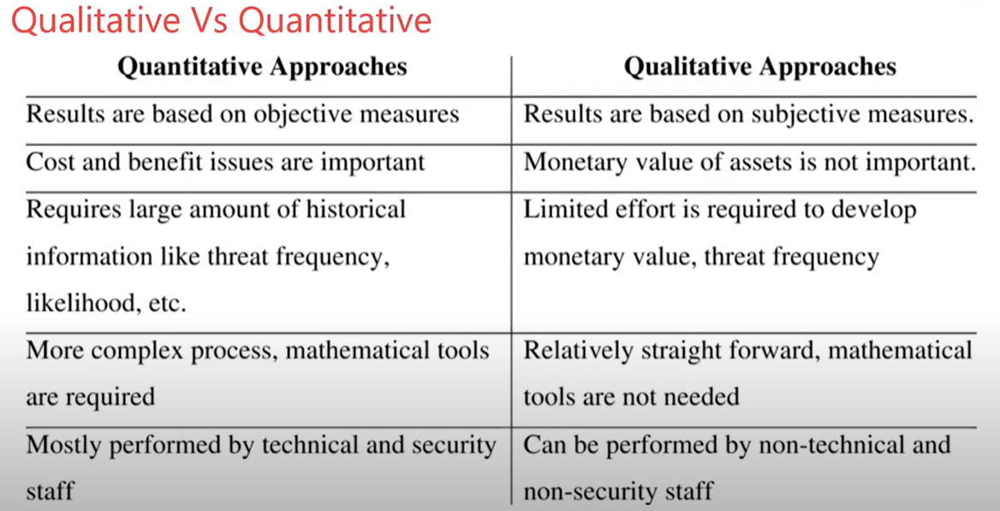 Qualitative Vs Quantitative
Quantitative Approaches
Qualitative Approaches
Results are based on objective measures
Results are based on subjective measures.
Cost and benefit issues are important
Monetary value of assets is not important.
Requires large amount of historical
information like threat frequency,
likelihood, etc.
Limited effort is required to develop
monetary value, threat frequency
More complex process, mathematical tools
are required
Relatively straight forward, mathematical
tools are not needed
Mostly performed by technical and security
staff
Can be performed by non-technical and
non-security staff